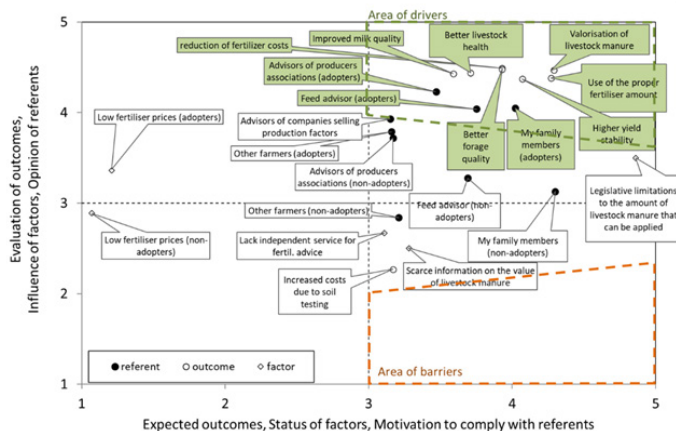 Area of drivers
5
Improved milk quality
Better livestock
health
Valorisation of
livestock manure
reduction of fertilizer costs
Advisors of producers
associations (adopters)
Use of the proper
fertiliser amount
Feed advisor (adopters)
4
Low fertiliser prices (adopters)
Advisors of companies selling
production factors
Better
forage
quality
My family
members
(adopters)
Higher yield
stability
Other farmers (adopters)
Advisors of producers
associations (non-adopters)
Legislative limitations
to the amount of
livestock manure that
can be applied
3
Other farmers (non-adopters)
Feed advisor (non-
adopters)
Low fertiliser prices (non-
adopters)
Lack independent service for
fertil. advice
My family members
(non-adopters)
Increased costs
due to soil
testing
Scarce information on the value
of livestock manure
2
referent
outcome
factor
Area of barriers
1
1
2
3
4
5
Expected outcomes, Status of factors, Motivation to comply with referents
Evaluation of outcomes,
Influence of factors, Opinion of referents